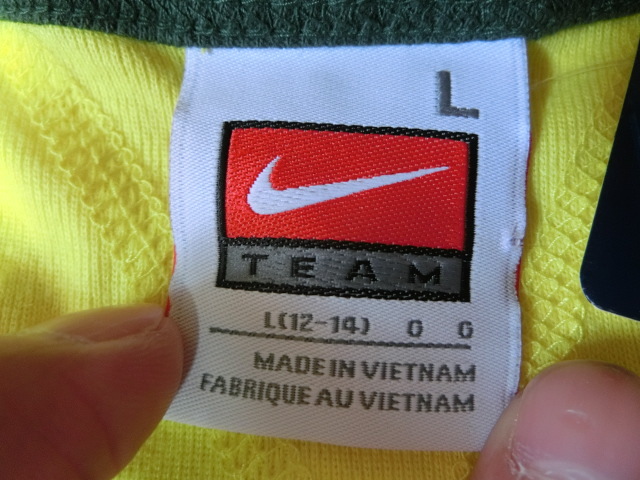 L
TEAM
L(12-14) G G
MADE IN VIETNAM
FABRIQUE AU VIETNAM